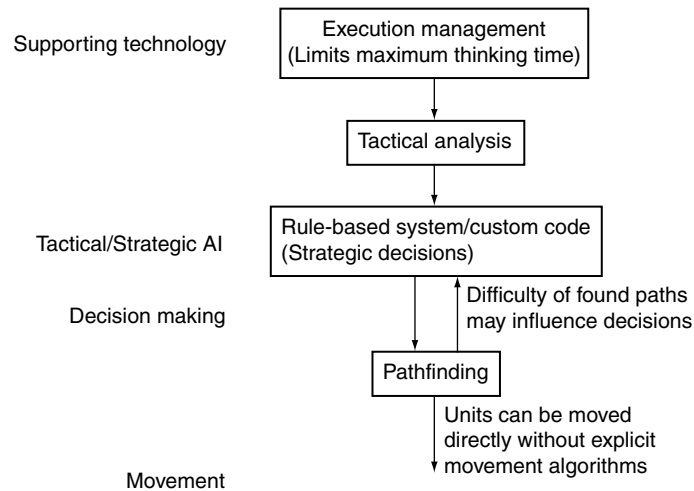 Supporting technology
Execution management
(Limits maximum thinking time)
Tactical analysis
Tactical/Strategic AI
Rule-based system/custom code
(Strategic decisions)
Decision making
Difficulty of found paths
may influence decisions
Pathfinding
Units can be moved
directly without explicit
movement algorithms
Movement